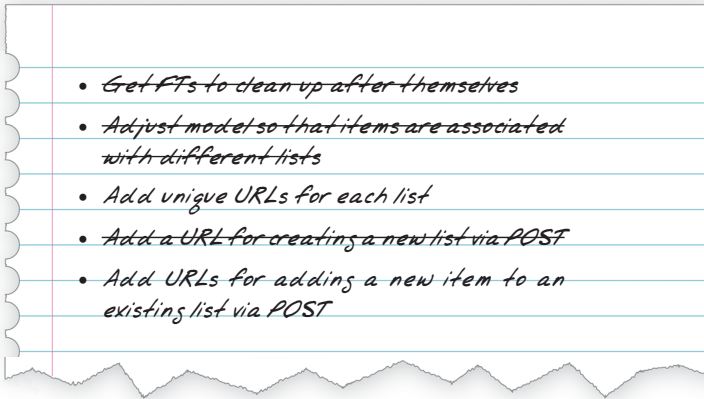 • Get FTs to clean up after themselves
• Adjust model so that items are associated
with different lists
• Add unique URLs for each list
• Add a URL for creating a new list via POST
• Add URLs for adding a new item to an
existing list via POST